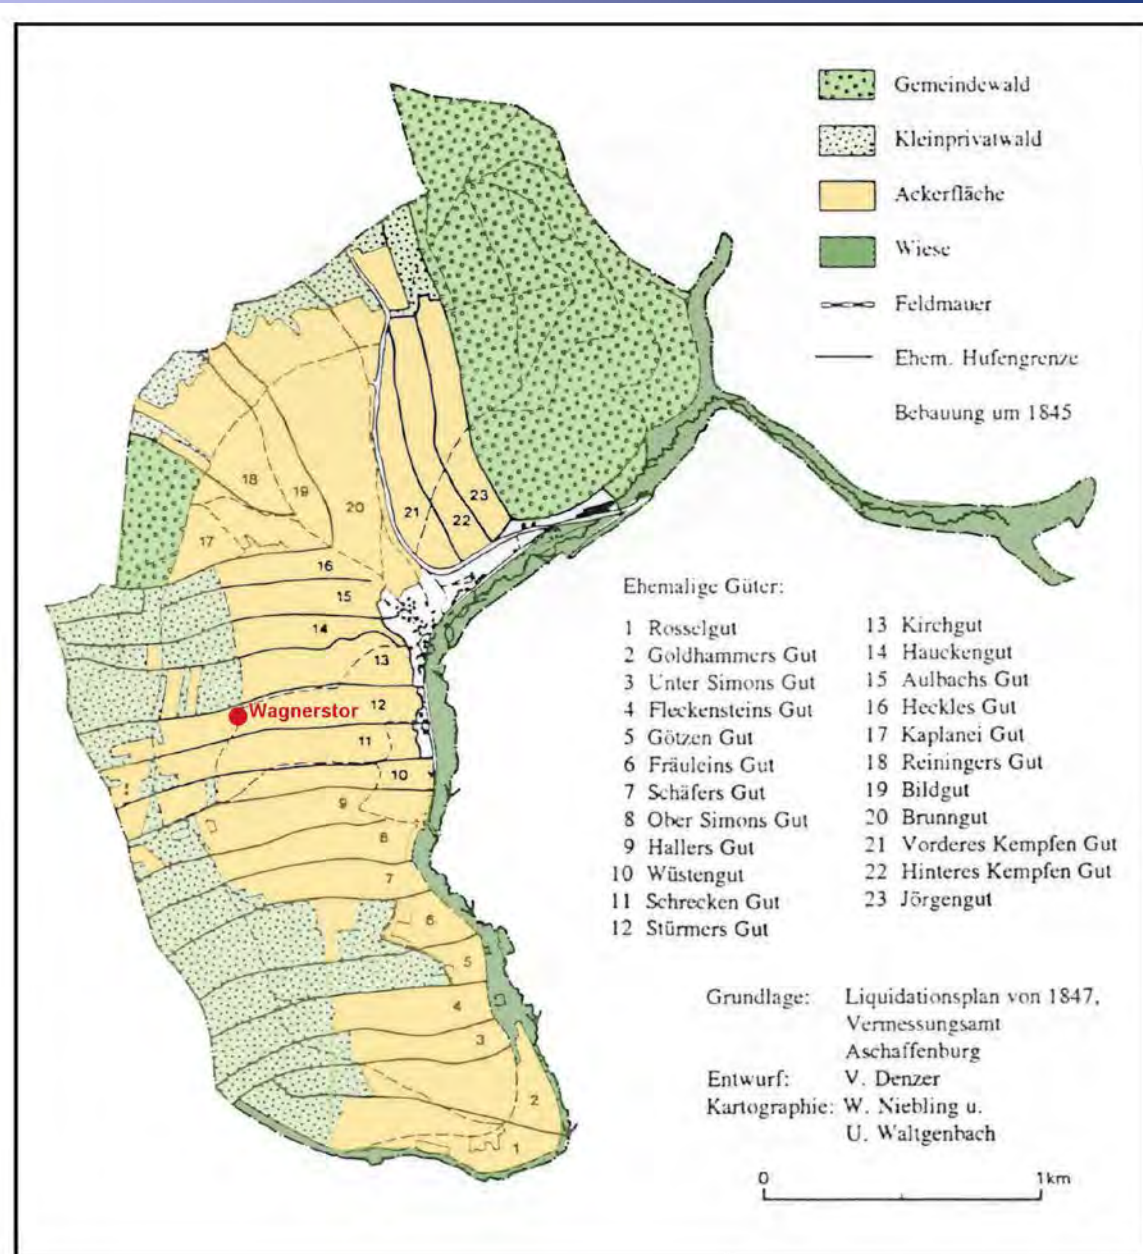 Gemeindewald
Kleinprivatwald
Ackerfläche
Wiese
Feldmauer
Ehem. Hufengrenze
Bebauung um 1845
18
19
20
21
22
23
17
16
15
14
13
Wagnerstor
12
11
10
9
8
7
6
5
4
3
2
1
Ehemalige Güter:
1 Rosselgut
2 Goldhammers Gut
3 Unter Simons Gut
4 Fleckensteins Gut
5 Götzen Gut
6 Fräuleins Gut
7 Schäfers Gut
8 Ober Simons Gut
9 Hallers Gut
10 Wüstengut
11 Schrecken Gut
12 Stürmers Gut
13 Kirchgut
14 Hauckengut
15 Aulbachs Gut
16 Heckles Gut
17 Kaplanei Gut
18 Reiningers Gut
19 Bildgut
20 Brunngut
21 Vorderes Kempfen Gut
22 Hinteres Kempfen Gut
23 Jörgengut
Grundlage: Liquidationsplan von 1847,
Vermessungsamt
Aschaffenburg
Entwurf: V. Denzer
Kartographie: W. Niebling u.
U. Waltgenbach
0 1 km